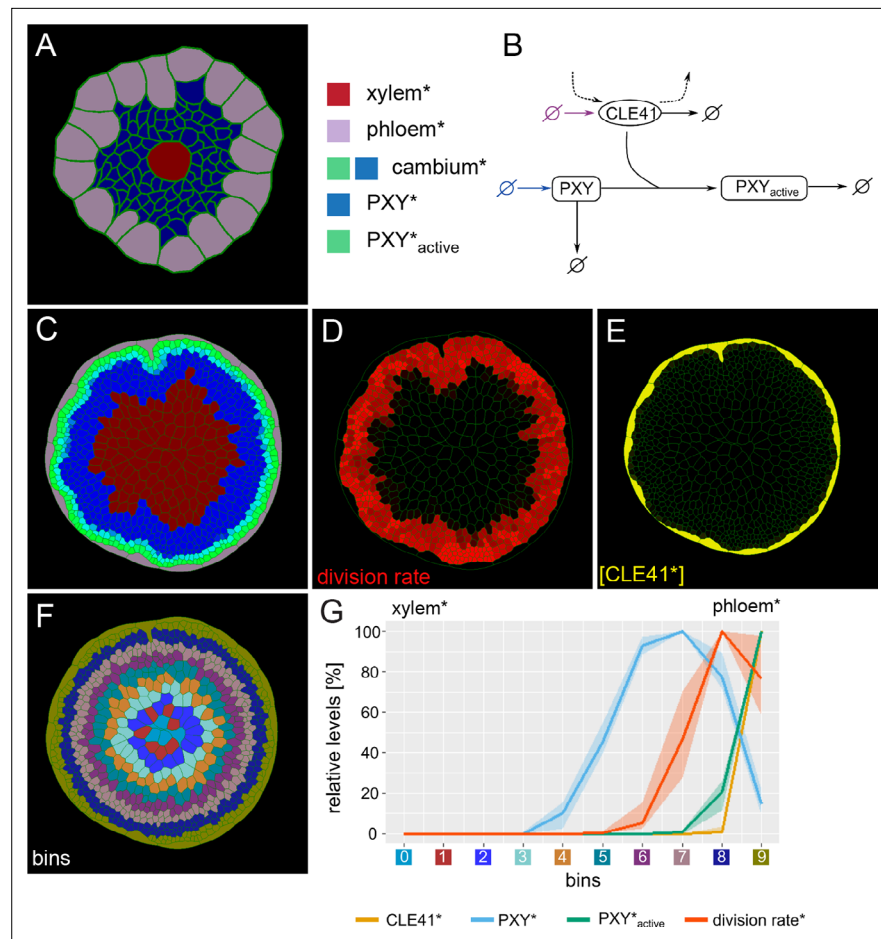 A
xylem*
phloem*
cambium*
PXY*
PXY*active
B
∅ CLE41 ∅
∅ PXY PXYactive ∅
∅
C
D
division rate
E
[CLE41*]
F
bins
G
xylem* phloem*
relative levels [%]
100
80
60
40
20
0
0 1 2 3 4 5 6 7 8 9
bins
CLE41* PXY* PXY*active division rate*